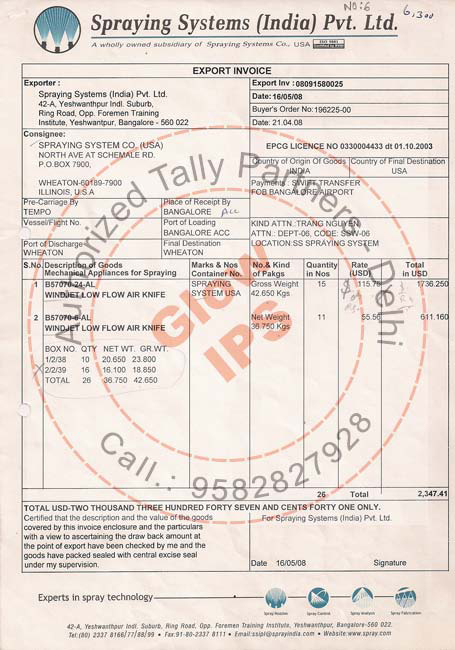 NO:6
6,300
Spraying Systems (India) Pvt. Ltd.
A wholly owned subsidiary of Spraying Systems Co., USA
EXPORT INVOICE
Exporter :
Spraying Systems (India) Pvt. Ltd.
42-A, Yeshwanthpur Indl. Suburb,
Ring Road, Opp. Foremen Training
Institute, Yeshwantpur, Bangalore - 560 022
Export Inv : 08091580025
Date: 16/05/08
Buyer's Order No:196225-00
Date: 21.04.08
Consignee:
SPRAYING SYSTEM CO, (USA)
NORTH AVE AT SCHEMALE RD.
P.O.BOX 7900,
WHEATON-60189-7900
ILLINOIS, U.S.A
EPCG LICENCE NO 0330004433 dt 01.10.2003
Country of Origin Of Goods
INDIA
Country of Final Destination
USA
Payments : SWIFT TRANSFER
FOB BANGALORE AIRPORT
Pre-Carriage By
TEMPO
Place of Receipt By
BANGALORE ACC
Vessel/Flight No.
Port of Loading
BANGALORE ACC
KIND ATTN :TRANG NGUYEN
ATTN.: DEPT-06, CODE: SSW-06
LOCATION:SS SPRAYING SYSTEM
Port of Discharge
WHEATON
Final Destination
WHEATON
S.No. Description of Goods
Mechanical Appliances for Spraying
Marks & Nos
Container No
No.& Kind
of Pakgs
Quantity
in Nos
Rate
(USD)
Total
in USD
1 B57070-24-AL
WINDJET LOW FLOW AIR KNIFE
SPRAYING
SYSTEM USA
Gross Weight
42.650 Kgs
15 115.75 1736.250
2 B57070-6-AL
WINDJET LOW FLOW AIR KNIFE
Net Weight
36.750 Kgs
11 55.56 611.160
BOX NO. QTY NET WT. GR.WT.
1/2/38 10 20.650 23.800
2/2/39 16 16.100 18.850
TOTAL 26 36.750 42.650
26 Total 2,347.41
TOTAL USD-TWO THOUSAND THREE HUNDRED FORTY SEVEN AND CENTS FORTY ONE ONLY.
Certified that the description and the value of the goods
covered by this invoice enclosure and the particulars
with a view to ascertaining the draw back amount at
the point of export have been checked by me and the
goods have packed sealed with central excise seal
under my supervision.
For Spraying Systems (India) Pvt. Ltd.
Date 16/05/08 Signature
Authorized Tally Partners, Delhi
Glow
IPS
Call.: 9582827928
Experts in spray technology
Spray Nozzles
Spray Control
Spray Analysis
Spray Fabrication
42-A, Yeshwanthpur Indl. Suburb, Ring Road, Opp. Foremen Training Institute, Yeshwantpur, Bangalore-560 022.
Tel:(80) 2337 8166/77/88/99 • Fax:91-80-2337 8111 • Email:ssipl@sprayindia.com • Website:www.spray.com